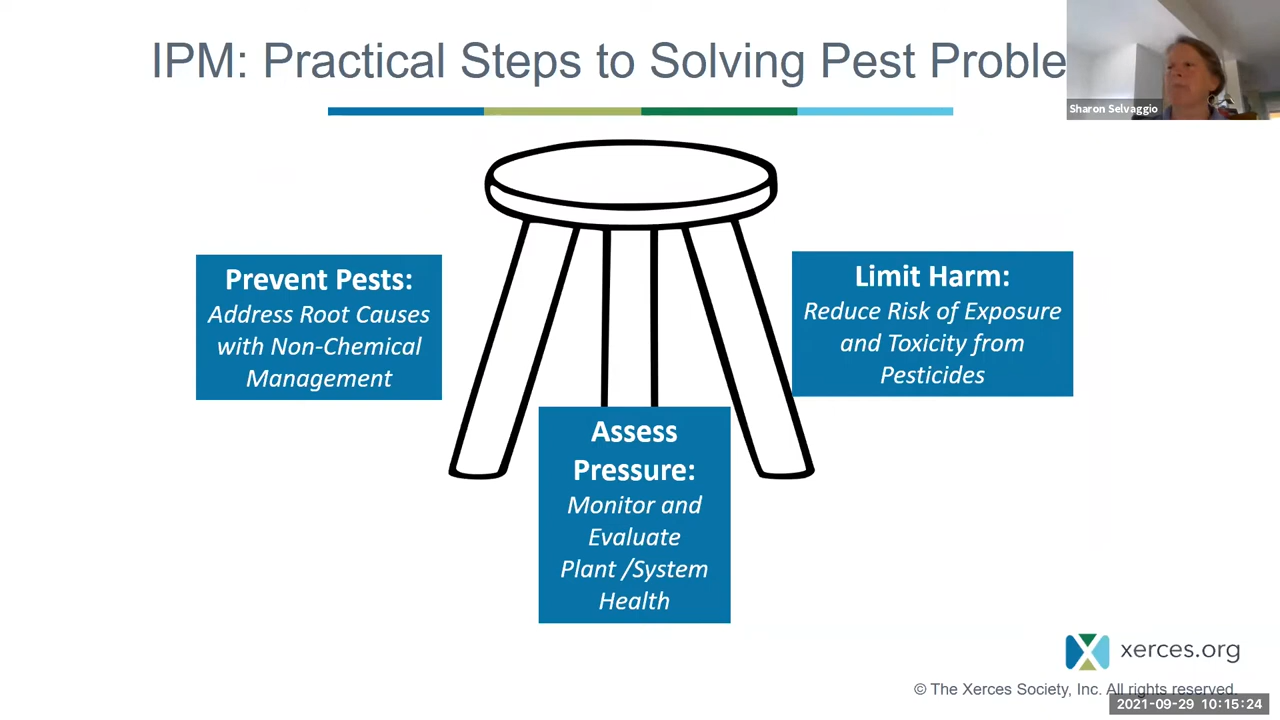 IPM: Practical Steps to Solving Pest Proble
Sharon Selvaggio
Prevent Pests:
Address Root Causes
with Non-Chemical
Management
Limit Harm:
Reduce Risk of Exposure
and Toxicity from
Pesticides
Assess
Pressure:
Monitor and
Evaluate
Plant /System
Health
xerces.org
© The Xerces Society, Inc. All rights reserved.
2021-09-29 10:15:24